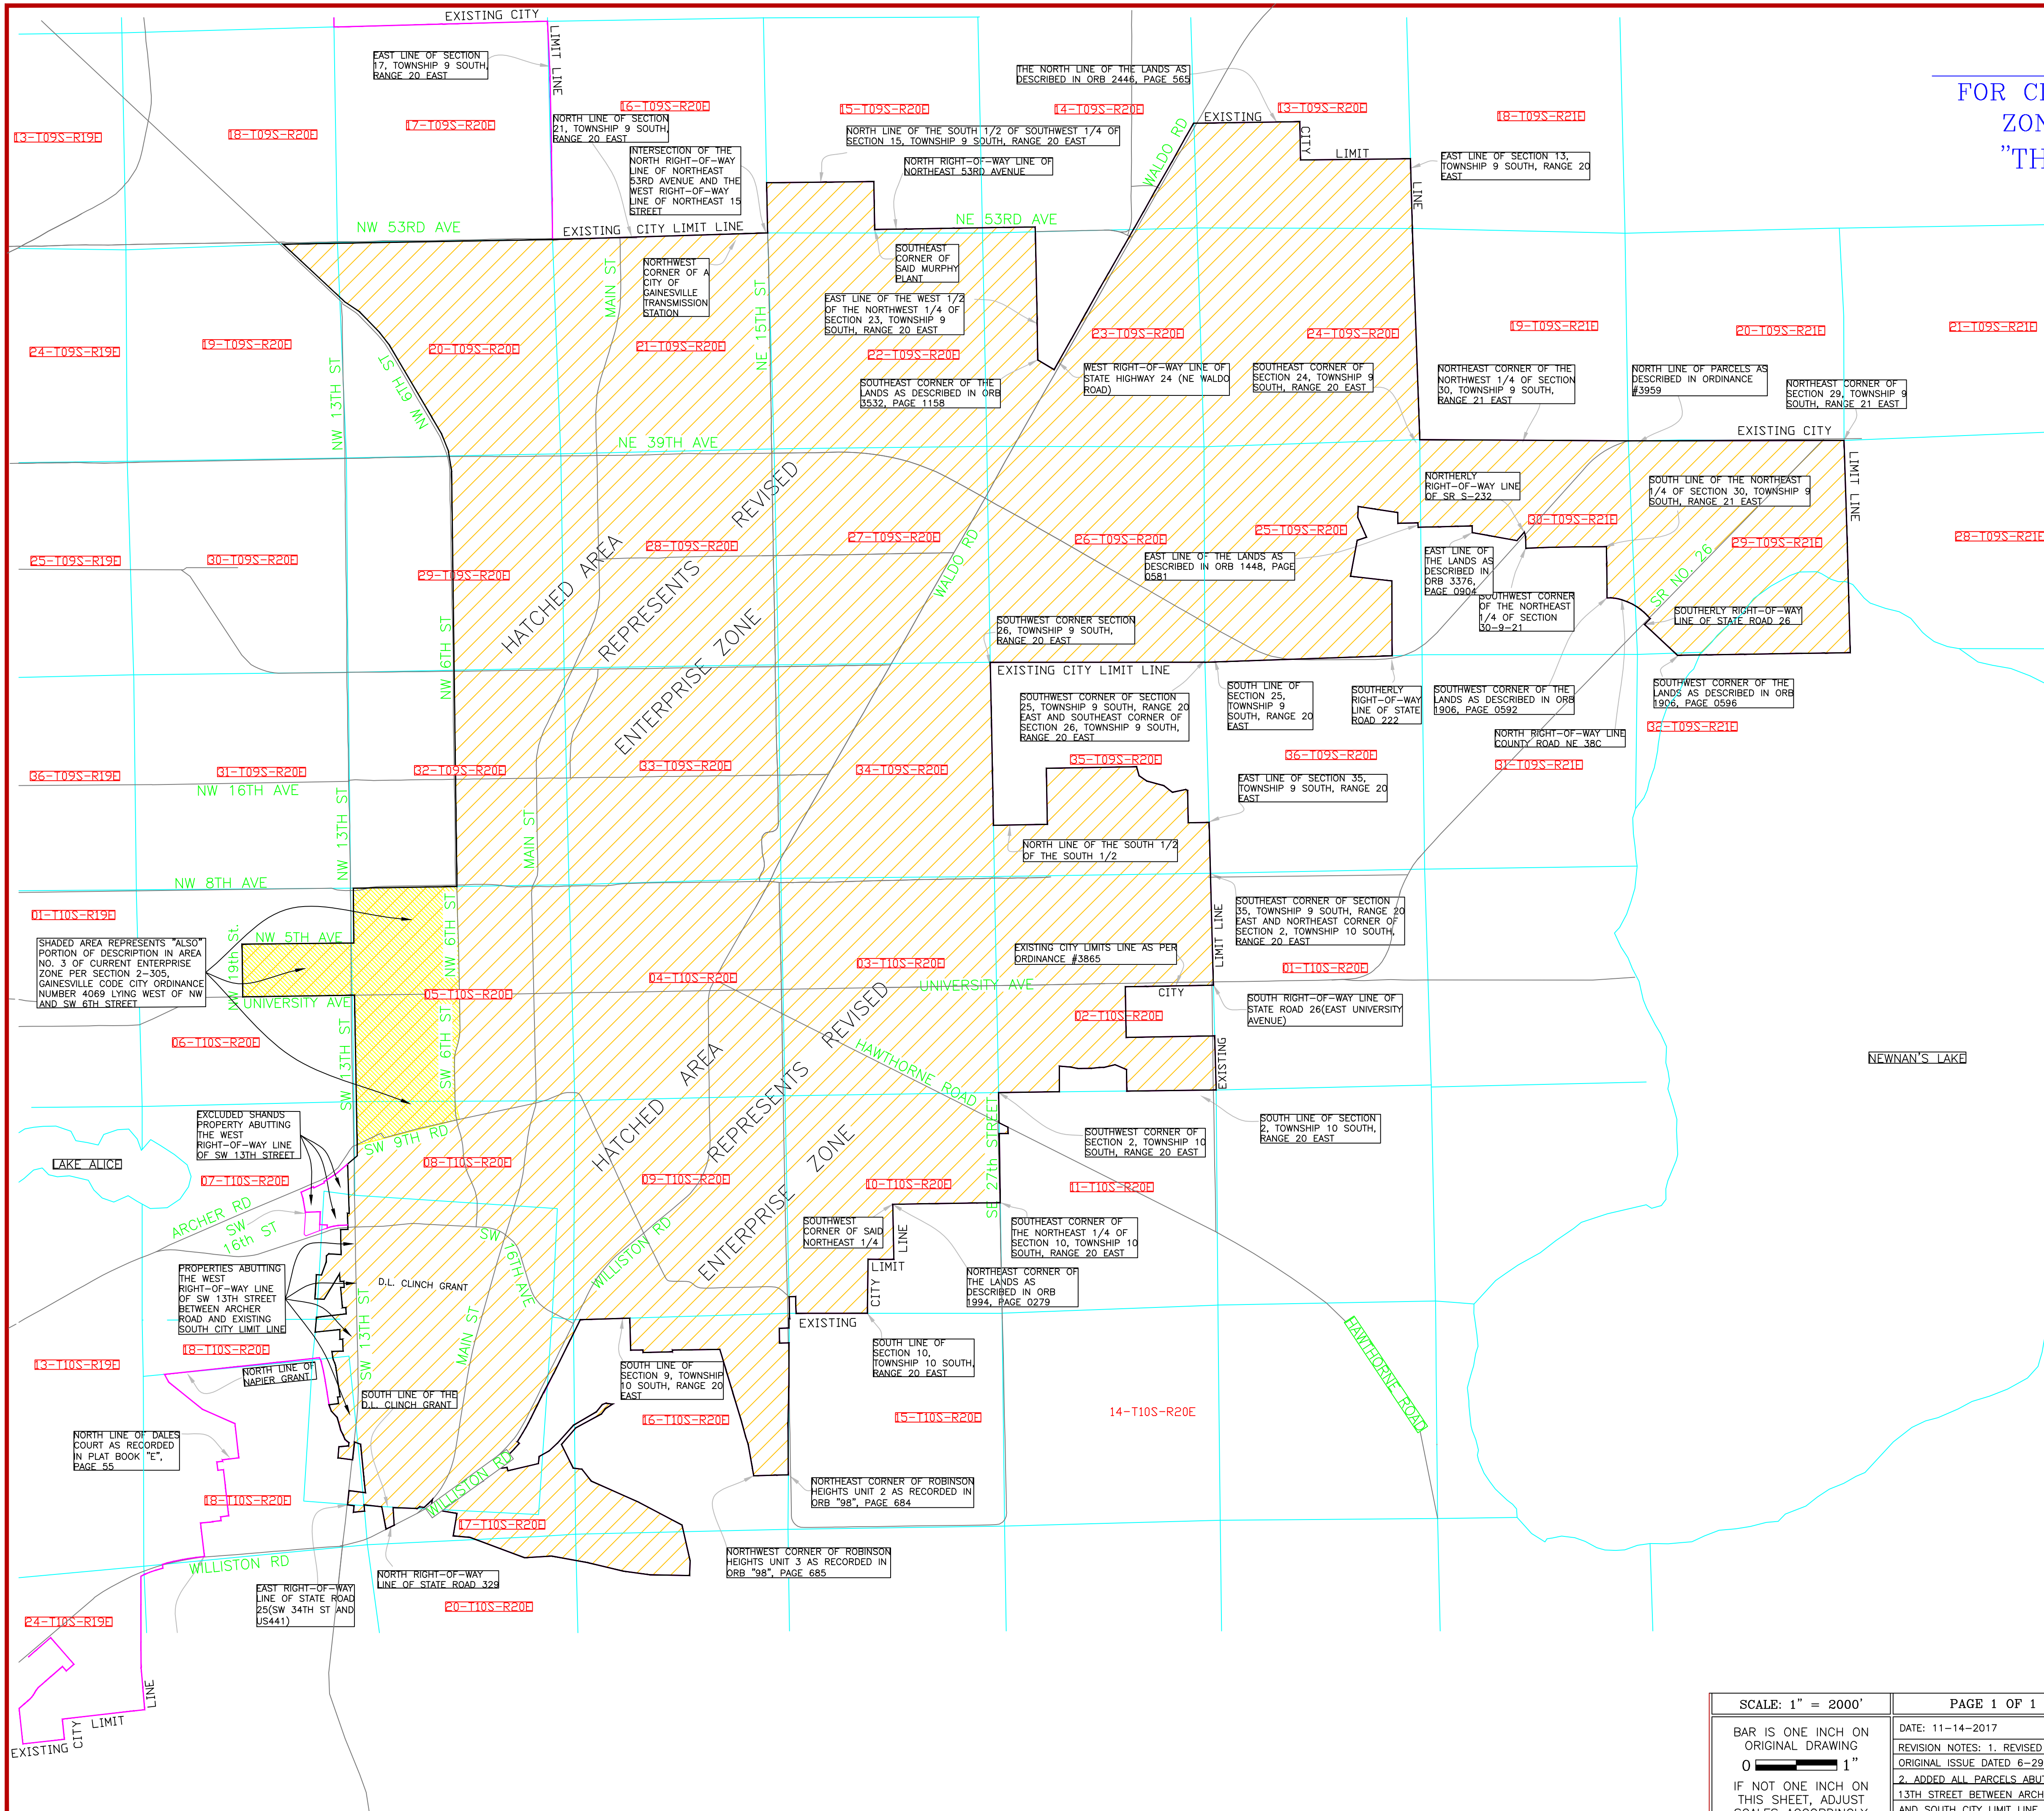 EXISTING CITY
LIMIT LINE
FOR CI
ZON
"TH
EAST LINE OF SECTION
17, TOWNSHIP 9 SOUTH,
RANGE 20 EAST
THE NORTH LINE OF THE LANDS AS
DESCRIBED IN ORB 2446, PAGE 565
13-T09S-R19E
18-T09S-R20E
17-T09S-R20E
16-T09S-R20E
15-T09S-R20E
14-T09S-R20E
13-T09S-R20E
18-T09S-R21E
NORTH LINE OF SECTION
21, TOWNSHIP 9 SOUTH,
RANGE 20 EAST
EXISTING
CITY
LIMIT
LINE
NORTH LINE OF THE SOUTH 1/2 OF SOUTHWEST 1/4 OF
SECTION 15, TOWNSHIP 9 SOUTH, RANGE 20 EAST
INTERSECTION OF THE
NORTH RIGHT-OF-WAY
LINE OF NORTHEAST
53RD AVENUE AND THE
WEST RIGHT-OF-WAY
LINE OF NORTHEAST 15
STREET
NORTH RIGHT-OF-WAY LINE OF
NORTHEAST 53RD AVENUE
WALDO RD
EAST LINE OF SECTION 13,
TOWNSHIP 9 SOUTH, RANGE 20
EAST
NW 53RD AVE
EXISTING CITY LIMIT LINE
NE 53RD AVE
NORTHWEST
CORNER OF A
CITY OF
GAINESVILLE
TRANSMISSION
STATION
SOUTHEAST
CORNER OF
SAID MURPHY
PLANT
MAIN ST
NE 15TH ST
EAST LINE OF THE WEST 1/2
OF THE NORTHWEST 1/4 OF
SECTION 23, TOWNSHIP 9
SOUTH, RANGE 20 EAST
24-T09S-R19E
19-T09S-R20E
20-T09S-R20E
21-T09S-R20E
22-T09S-R20E
23-T09S-R20E
24-T09S-R20E
19-T09S-R21E
20-T09S-R21E
21-T09S-R21E
NW 13TH ST
NW 6TH ST
SOUTHEAST CORNER OF THE
LANDS AS DESCRIBED IN ORB
3532, PAGE 1158
WEST RIGHT-OF-WAY LINE OF
STATE HIGHWAY 24 (NE WALDO
ROAD)
SOUTHEAST CORNER OF
SECTION 24, TOWNSHIP 9
SOUTH, RANGE 20 EAST
NORTHEAST CORNER OF THE
NORTHWEST 1/4 OF SECTION
30, TOWNSHIP 9 SOUTH,
RANGE 21 EAST
NORTH LINE OF PARCELS AS
DESCRIBED IN ORDINANCE
#3959
NORTHEAST CORNER OF
SECTION 29, TOWNSHIP 9
SOUTH, RANGE 21 EAST
NE 39TH AVE
EXISTING CITY
LIMIT LINE
NORTHERLY
RIGHT-OF-WAY LINE
OF SR S-232
SOUTH LINE OF THE NORTHEAST
1/4 OF SECTION 30, TOWNSHIP 9
SOUTH, RANGE 21 EAST
HATCHED AREA REVISED
REPRESENTS
ENTERPRISE ZONE
25-T09S-R19E
30-T09S-R20E
29-T09S-R20E
28-T09S-R20E
27-T09S-R20E
26-T09S-R20E
25-T09S-R20E
30-T09S-R21E
29-T09S-R21E
28-T09S-R21E
WALDO RD
EAST LINE OF THE LANDS AS
DESCRIBED IN ORB 1448, PAGE
0581
EAST LINE OF
THE LANDS AS
DESCRIBED IN
ORB 3376,
PAGE 0904
SOUTHWEST CORNER
OF THE NORTHEAST
1/4 OF SECTION
30-9-21
SR NO. 26
SOUTHERLY RIGHT-OF-WAY
LINE OF STATE ROAD 26
SOUTHWEST CORNER SECTION
26, TOWNSHIP 9 SOUTH,
RANGE 20 EAST
NW 6TH ST
EXISTING CITY LIMIT LINE
SOUTHWEST CORNER OF SECTION
25, TOWNSHIP 9 SOUTH, RANGE 20
EAST AND SOUTHEAST CORNER OF
SECTION 26, TOWNSHIP 9 SOUTH,
RANGE 20 EAST
SOUTH LINE OF
SECTION 25,
TOWNSHIP 9
SOUTH, RANGE 20
EAST
SOUTHERLY
RIGHT-OF-WAY
LINE OF STATE
ROAD 222
SOUTHWEST CORNER OF THE
LANDS AS DESCRIBED IN ORB
1906, PAGE 0592
SOUTHWEST CORNER OF THE
LANDS AS DESCRIBED IN ORB
1906, PAGE 0596
NORTH RIGHT-OF-WAY LINE
COUNTY ROAD NE 38C
36-T09S-R19E
31-T09S-R20E
32-T09S-R20E
33-T09S-R20E
34-T09S-R20E
35-T09S-R20E
36-T09S-R20E
31-T09S-R21E
32-T09S-R21E
NW 16TH AVE
NW 13TH ST
MAIN ST
EAST LINE OF SECTION 35,
TOWNSHIP 9 SOUTH, RANGE 20
EAST
NORTH LINE OF THE SOUTH 1/2
OF THE SOUTH 1/2
NW 8TH AVE
01-T10S-R19E
SOUTHEAST CORNER OF SECTION
35, TOWNSHIP 9 SOUTH, RANGE 20
EAST AND NORTHEAST CORNER OF
SECTION 2, TOWNSHIP 10 SOUTH,
RANGE 20 EAST
SHADED AREA REPRESENTS "ALSO"
PORTION OF DESCRIPTION IN AREA
NO. 3 OF CURRENT ENTERPRISE
ZONE PER SECTION 2-305,
GAINESVILLE CODE CITY ORDINANCE
NUMBER 4069 LYING WEST OF NW
AND SW 6TH STREET
NW 19th St.
NW 5TH AVE
NW 6TH ST
UNIVERSITY AVE
EXISTING CITY LIMITS LINE AS PER
ORDINANCE #3865
LIMIT LINE
05-T10S-R20E
04-T10S-R20E
03-T10S-R20E
01-T10S-R20E
UNIVERSITY AVE
CITY
SOUTH RIGHT-OF-WAY LINE OF
STATE ROAD 26(EAST UNIVERSITY
AVENUE)
06-T10S-R20E
02-T10S-R20E
SW 13TH ST
SW 6TH ST
HATCHED AREA REVISED
REPRESENTS
ENTERPRISE ZONE
HAWTHORNE ROAD
EXISTING
NEWNAN'S LAKE
EXCLUDED SHANDS
PROPERTY ABUTTING
THE WEST
RIGHT-OF-WAY LINE
OF SW 13TH STREET
SW 9TH RD
SE 27th STREET
SOUTHWEST CORNER OF
SECTION 2, TOWNSHIP 10
SOUTH, RANGE 20 EAST
SOUTH LINE OF SECTION
2, TOWNSHIP 10 SOUTH,
RANGE 20 EAST
LAKE ALICE
07-T10S-R20E
08-T10S-R20E
09-T10S-R20E
10-T10S-R20E
11-T10S-R20E
ARCHER RD
SW
16th ST
SW 16TH AVE
WILLISTON RD
SOUTHWEST
CORNER OF SAID
NORTHEAST 1/4
LINE
LIMIT
CITY
EXISTING
SOUTHEAST CORNER OF
THE NORTHEAST 1/4 OF
SECTION 10, TOWNSHIP 10
SOUTH, RANGE 20 EAST
NORTHEAST CORNER OF
THE LANDS AS
DESCRIBED IN ORB
1994, PAGE 0279
PROPERTIES ABUTTING
THE WEST
RIGHT-OF-WAY LINE
OF SW 13TH STREET
BETWEEN ARCHER
ROAD AND EXISTING
SOUTH CITY LIMIT LINE
D.L. CLINCH GRANT
SW 13TH ST
MAIN ST
HAWTHORNE ROAD
13-T10S-R19E
18-T10S-R20E
NORTH LINE OF
NAPIER GRANT
SOUTH LINE OF THE
D.L. CLINCH GRANT
SOUTH LINE OF
SECTION 9, TOWNSHIP
10 SOUTH, RANGE 20
EAST
SOUTH LINE OF
SECTION 10,
TOWNSHIP 10 SOUTH,
RANGE 20 EAST
16-T10S-R20E
15-T10S-R20E
14-T10S-R20E
NORTH LINE OF DALES
COURT AS RECORDED
IN PLAT BOOK "E",
PAGE 55
18-T10S-R20E
17-T10S-R20E
WILLISTON RD
NORTHEAST CORNER OF ROBINSON
HEIGHTS UNIT 2 AS RECORDED IN
ORB "98", PAGE 684
NORTHWEST CORNER OF ROBINSON
HEIGHTS UNIT 3 AS RECORDED IN
ORB "98", PAGE 685
WILLISTON RD
EAST RIGHT-OF-WAY
LINE OF STATE ROAD
25(SW 34TH ST AND
US441)
NORTH RIGHT-OF-WAY
LINE OF STATE ROAD 329
20-T10S-R20E
24-T10S-R19E
EXISTING
CITY
LIMIT
LINE
SCALE: 1" = 2000'
PAGE 1 OF 1
BAR IS ONE INCH ON
ORIGINAL DRAWING
0 1"
IF NOT ONE INCH ON
THIS SHEET, ADJUST
SCALES ACCORDINGLY
DATE: 11-14-2017
REVISION NOTES: 1. REVISED
ORIGINAL ISSUE DATED 6-29
2. ADDED ALL PARCELS ABUT
13TH STREET BETWEEN ARCH
AND SOUTH CITY LIMIT LINE